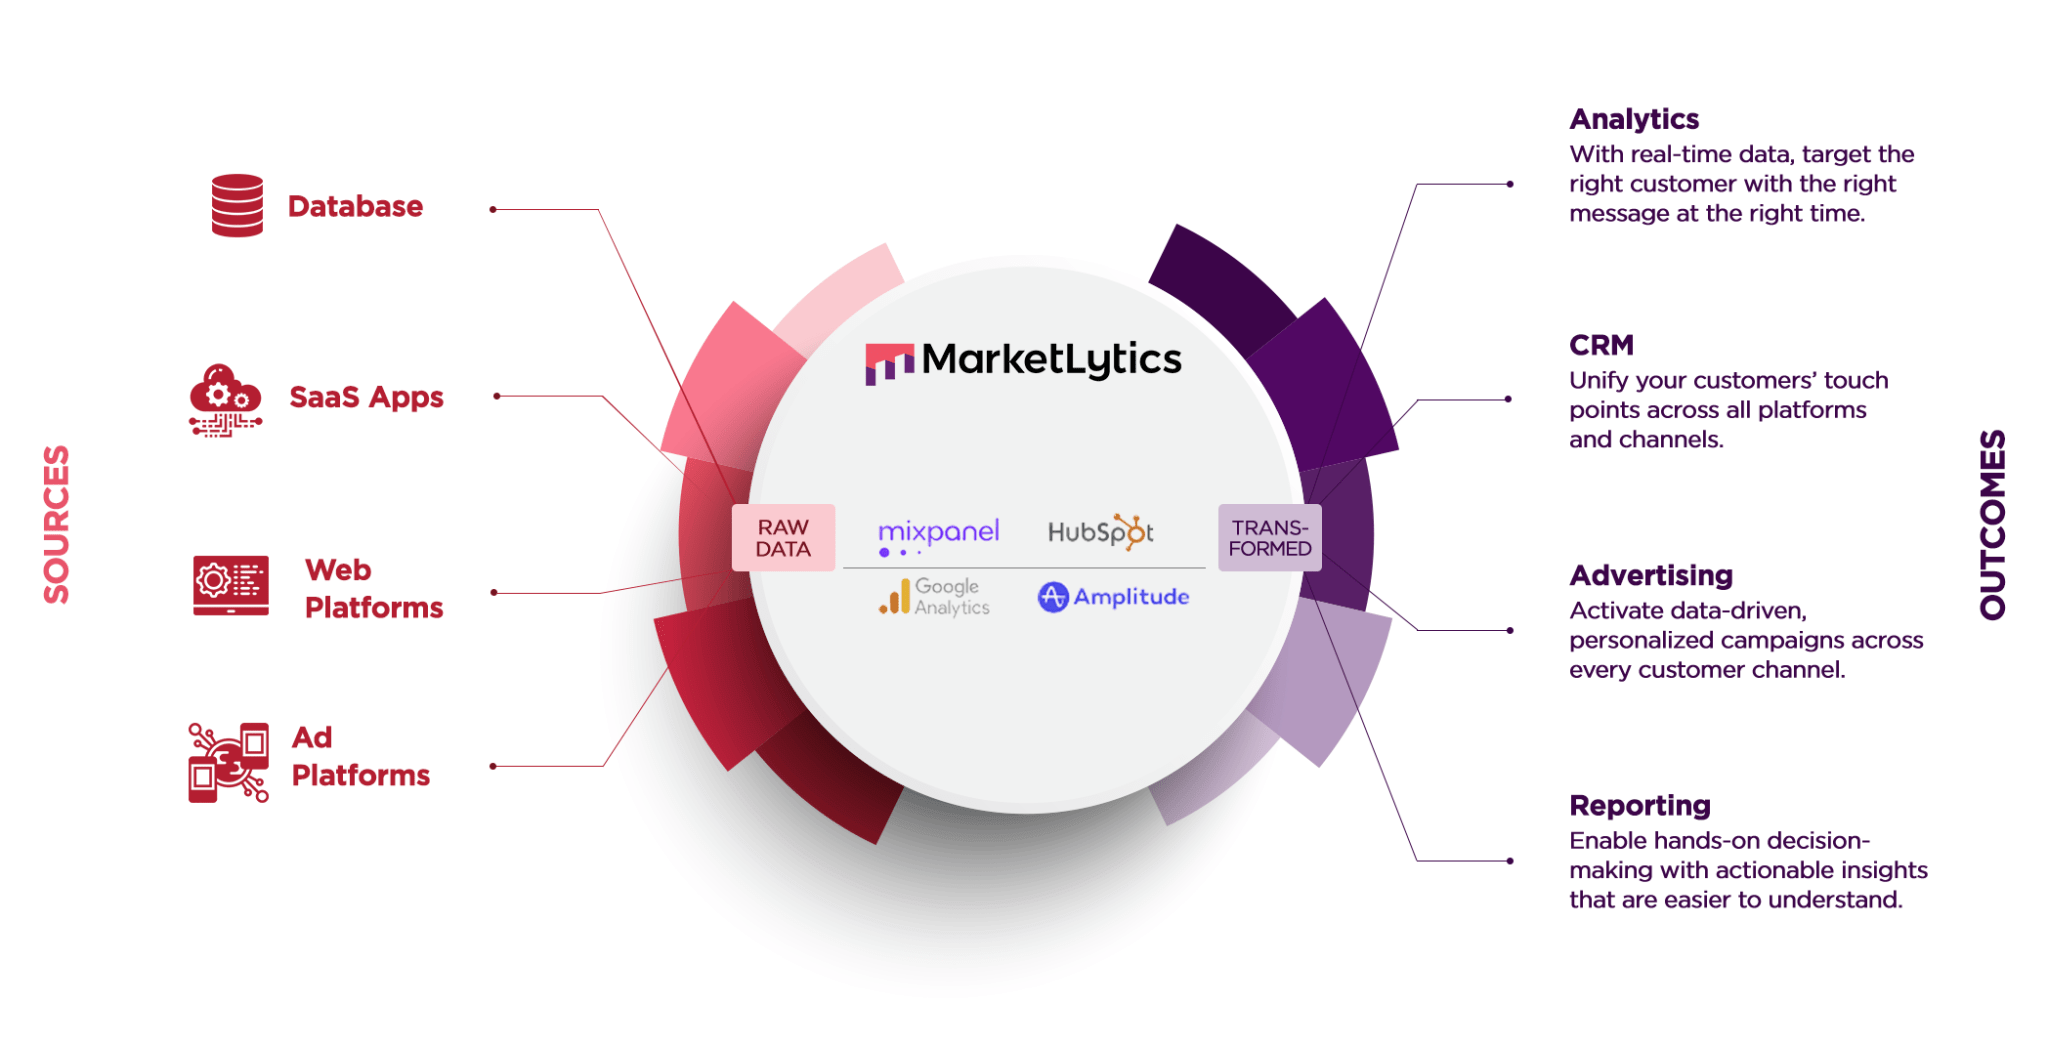 SOURCES
Database
SaaS Apps
Web
Platforms
Ad
Platforms
MarketLytics
RAW
DATA
mixpanel
HubSpot
Google
Analytics
Amplitude
TRANS-
FORMED
Analytics
With real-time data, target the
right customer with the right
message at the right time.
CRM
Unify your customers’ touch
points across all platforms
and channels.
Advertising
Activate data-driven,
personalized campaigns across
every customer channel.
Reporting
Enable hands-on decision-
making with actionable insights
that are easier to understand.
OUTCOMES